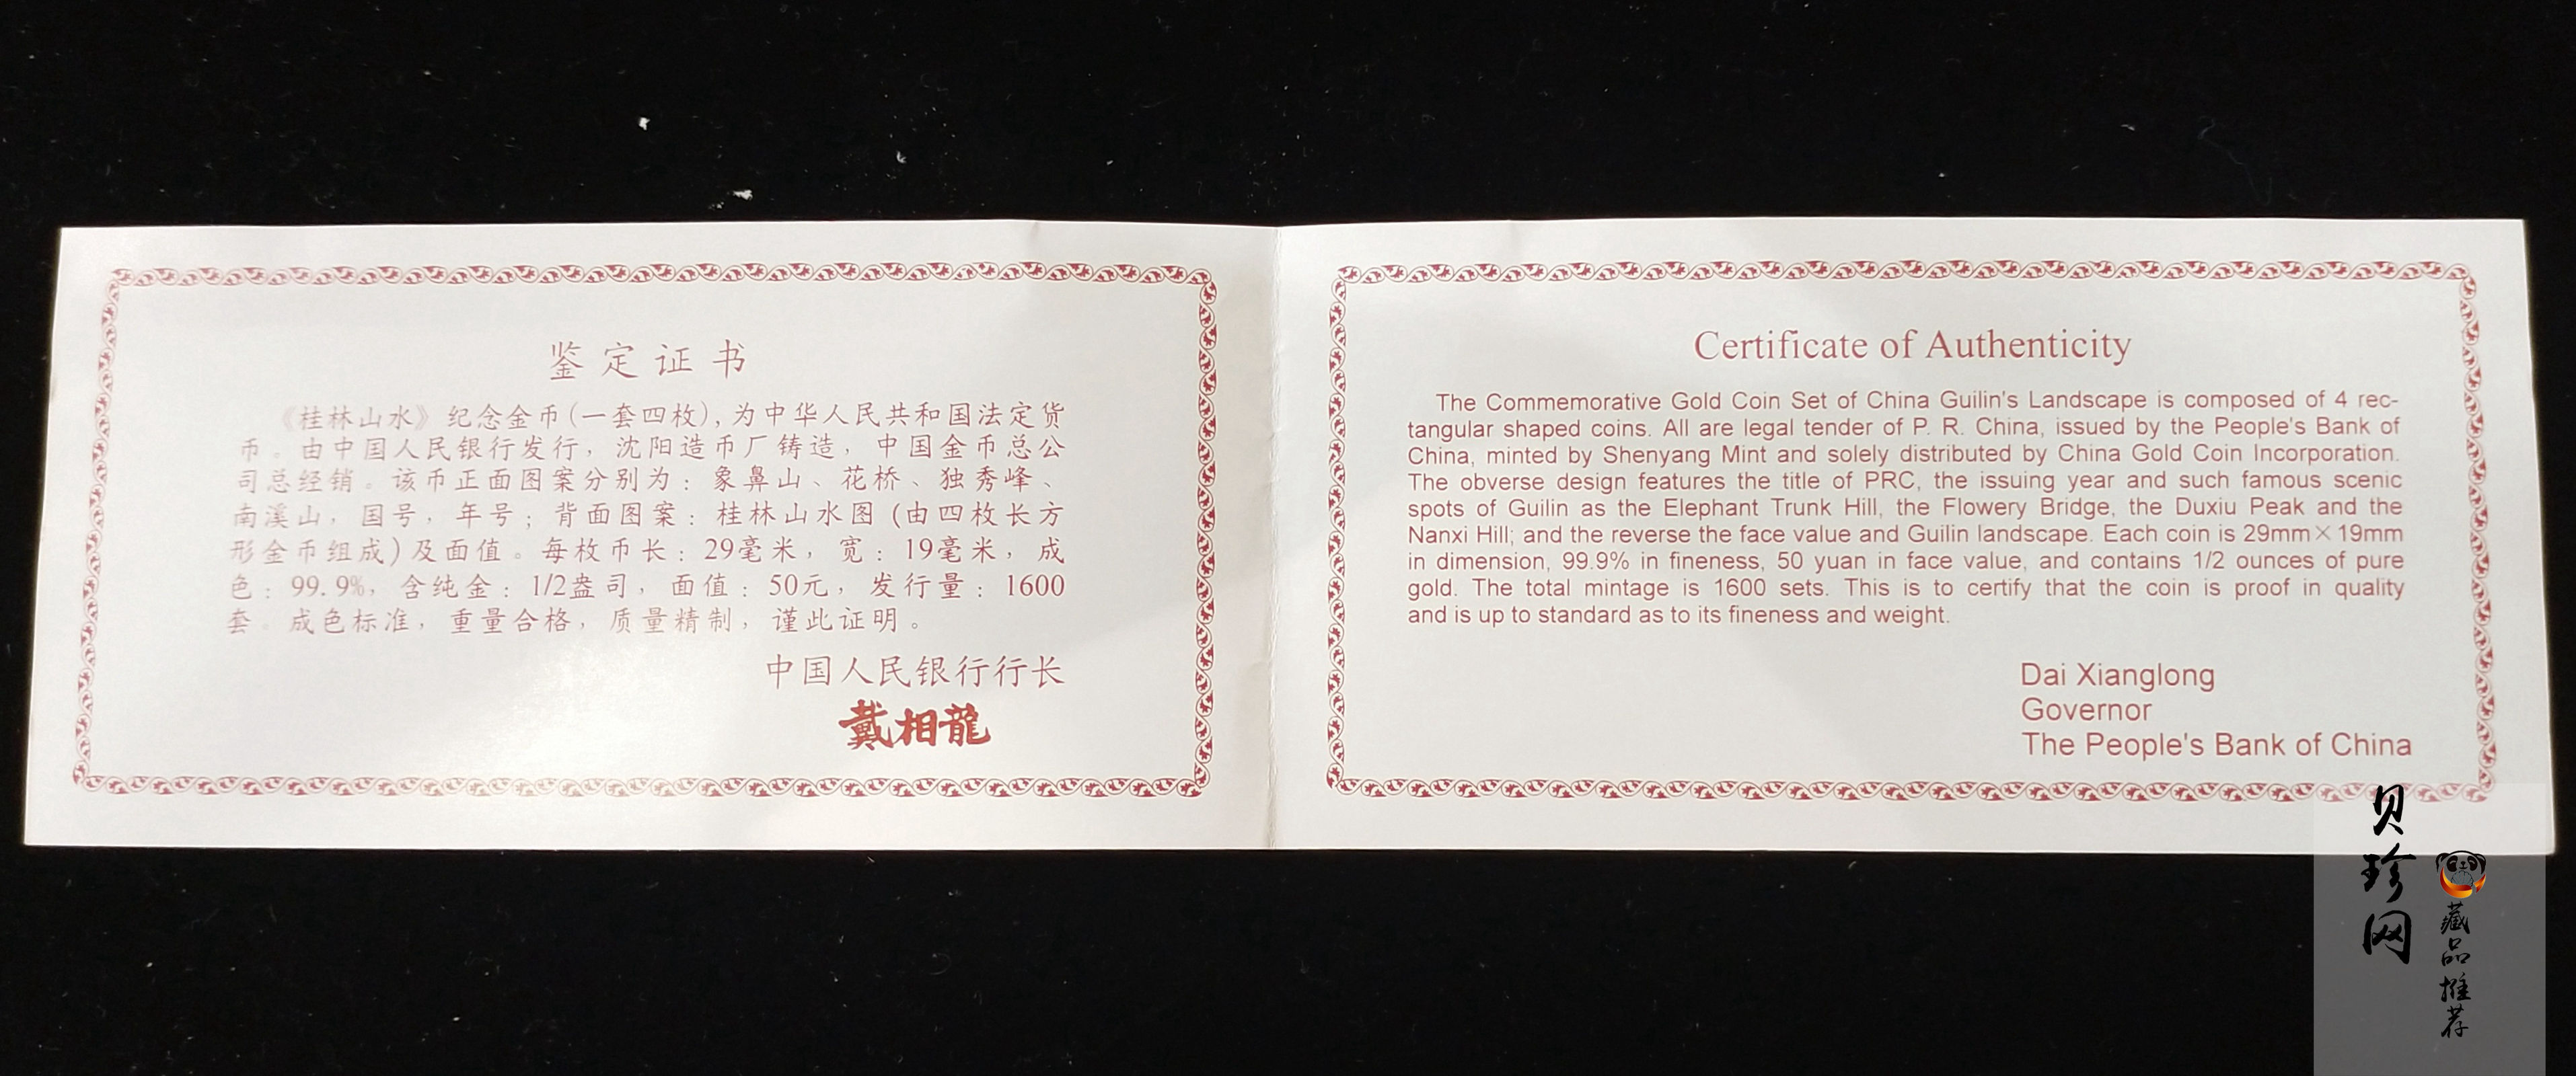 鉴定证书
《桂林山水》纪念金币(一套四枚),为中华人民共和国法定货
币。由中国人民银行发行，沈阳造币厂铸造，中国金币总公
司总经销。该币正面图案分别为：象鼻山、花桥、独秀峰、
南溪山，国号，年号；背面图案：桂林山水图(由四枚长方
形金币组成)及面值。每枚币长：29毫米，宽：19毫米，成
色：99.9%，含纯金：1/2盎司，面值：50元，发行量：1600
套。成色标准，重量合格，质量精制，谨此证明。
中国人民银行行长
戴相龍
Certificate of Authenticity
The Commemorative Gold Coin Set of China Guilin's Landscape is composed of 4 rec-
tangular shaped coins. All are legal tender of P. R. China, issued by the People's Bank of
China, minted by Shenyang Mint and solely distributed by China Gold Coin Incorporation.
The obverse design features the title of PRC, the issuing year and such famous scenic
spots of Guilin as the Elephant Trunk Hill, the Flowery Bridge, the Duxiu Peak and the
Nanxi Hill; and the reverse the face value and Guilin landscape. Each coin is 29mm×19mm
in dimension, 99.9% in fineness, 50 yuan in face value, and contains 1/2 ounces of pure
gold. The total mintage is 1600 sets. This is to certify that the coin is proof in quality
and is up to standard as to its fineness and weight.
Dai Xianglong
Governor
The People's Bank of China
贝珍网
藏品推荐